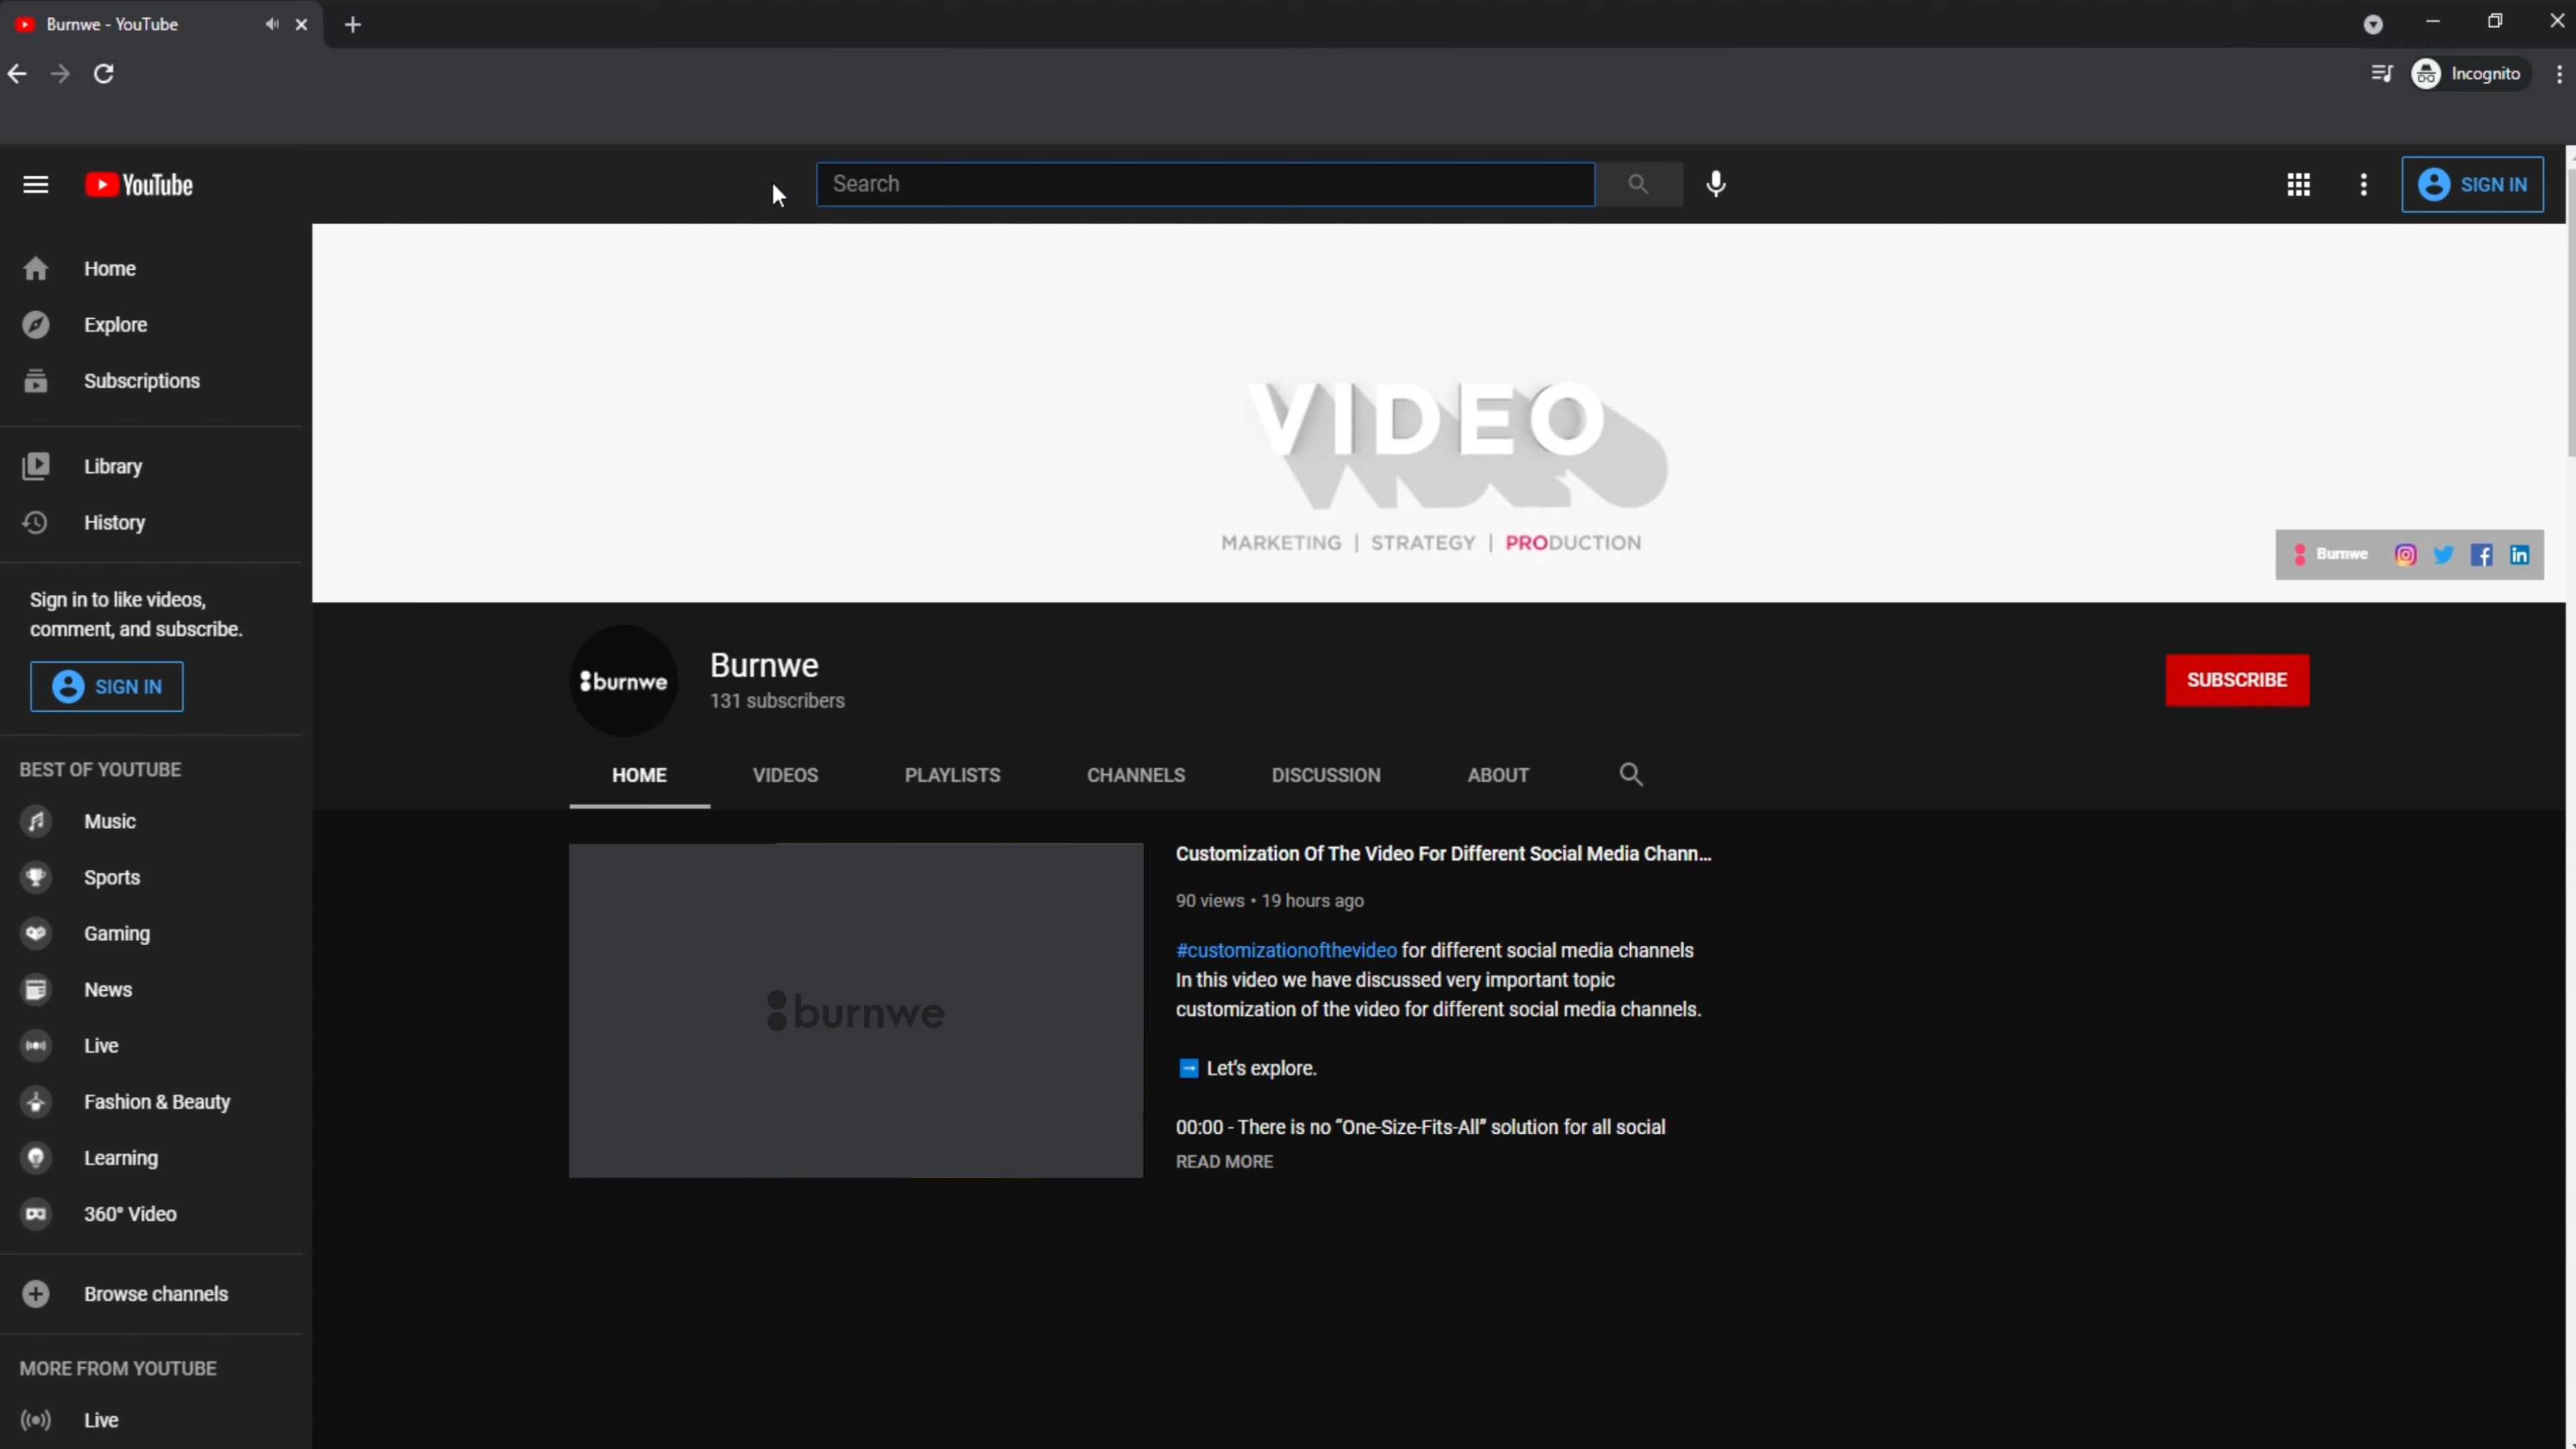 Burnwe - YouTube
Incognito
YouTube
Search
SIGN IN
Home
Explore
Subscriptions
Library
History
Sign in to like videos,
comment, and subscribe.
SIGN IN
BEST OF YOUTUBE
Music
Sports
Gaming
News
Live
Fashion & Beauty
Learning
360° Video
Browse channels
MORE FROM YOUTUBE
Live
VIDEO
MARKETING | STRATEGY | PRODUCTION
Burnwe
burnwe
Burnwe
131 subscribers
SUBSCRIBE
HOME VIDEOS PLAYLISTS CHANNELS DISCUSSION ABOUT
burnwe
Customization Of The Video For Different Social Media Chann...
90 views • 19 hours ago
#customizationofthevideo for different social media channels
In this video we have discussed very important topic
customization of the video for different social media channels.
➡ Let's explore.
00:00 - There is no “One-Size-Fits-All” solution for all social
READ MORE